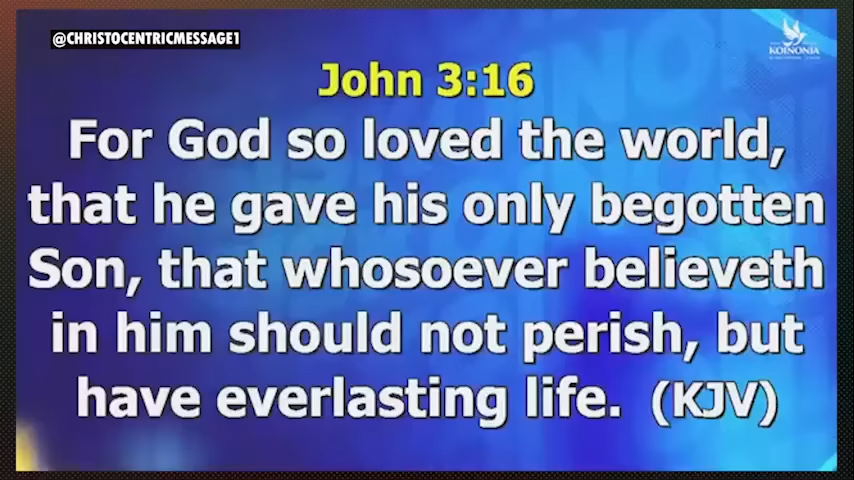 @CHRISTOCENTRICMESSAGE1
KOINONIA
John 3:16
For God so loved the world,
that he gave his only begotten
Son, that whosoever believeth
in him should not perish, but
have everlasting life. (KJV)